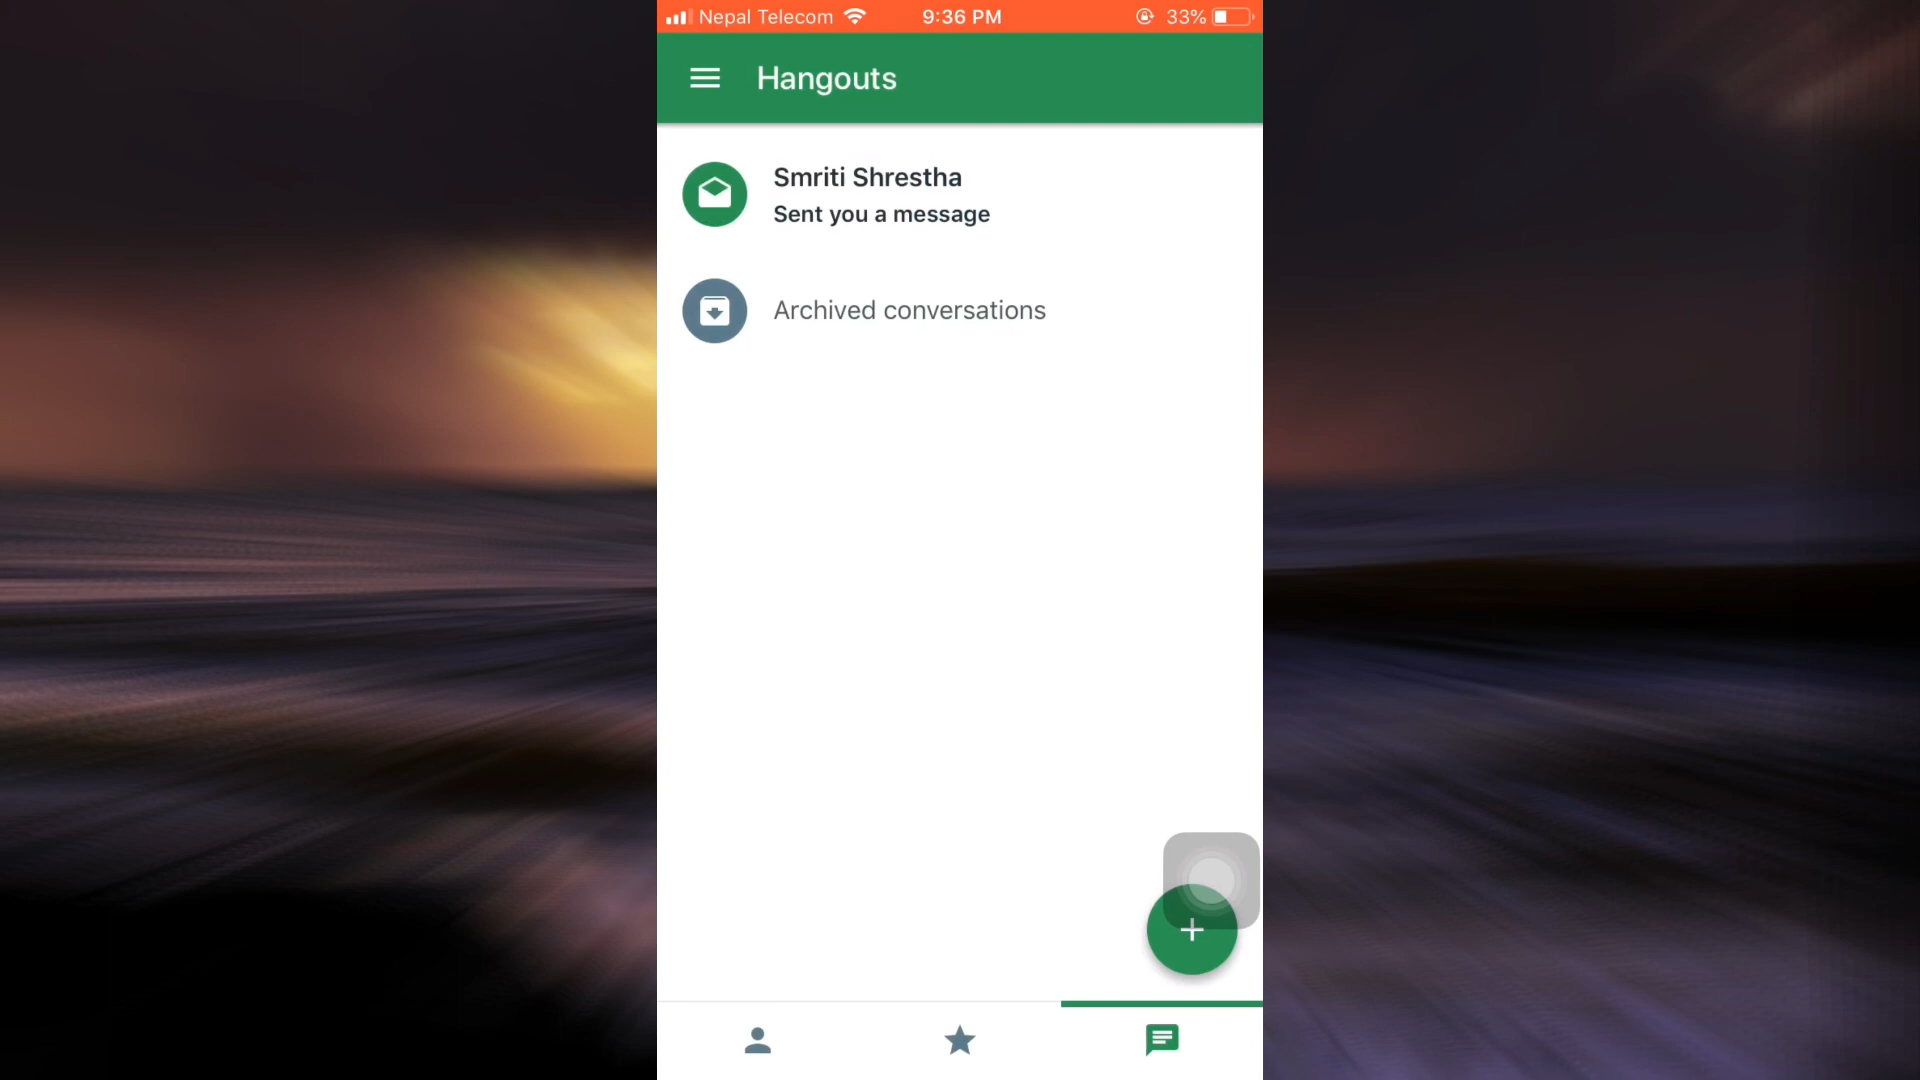 Nepal Telecom 9:36 PM 33%
Hangouts
Smriti Shrestha
Sent you a message
Archived conversations